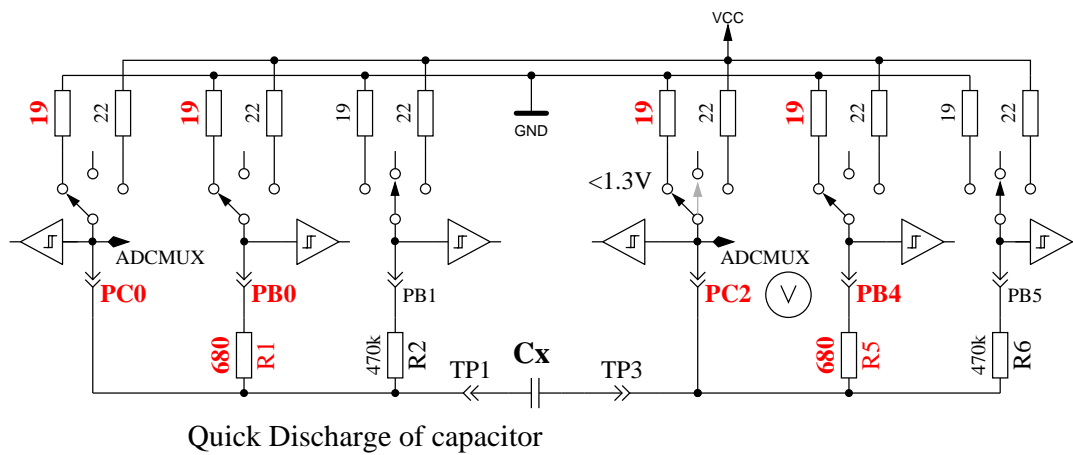 VCC
19 22 19 22 19 22 19 22 19 22 19 22
GND
<1.3V
ADCMUX ADCMUX
PC0 PB0 PB1 PC2 V PB4 PB5
680 R1 470k R2 680 R5 470k R6
TP1 Cx TP3
Quick Discharge of capacitor